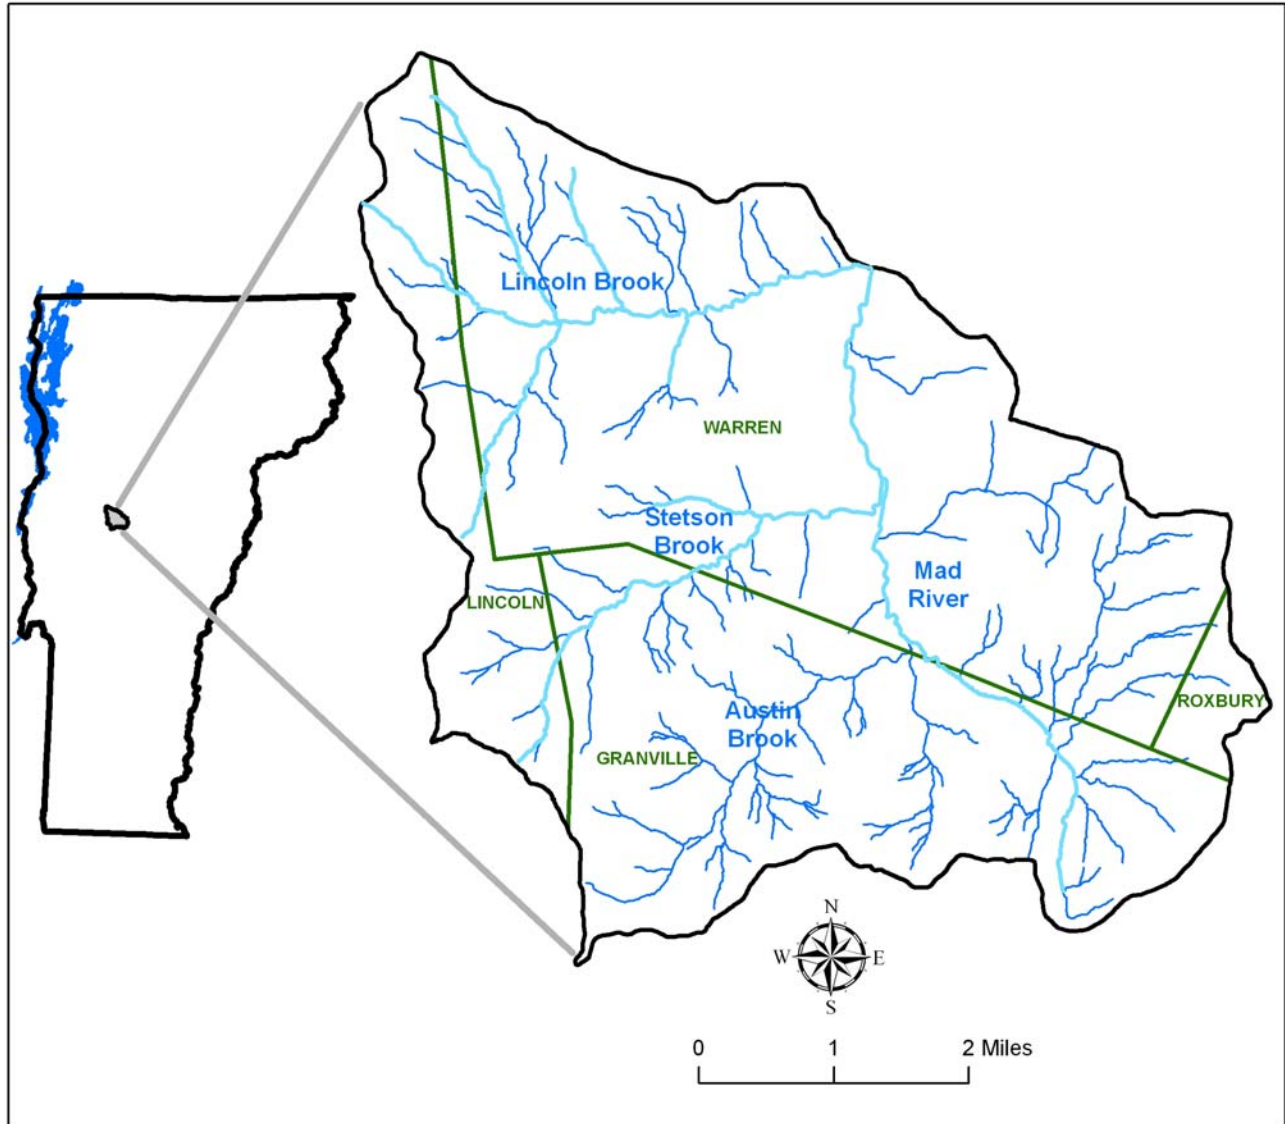 Lincoln Brook
WARREN
Stetson
Brook
Mad
River
LINCOLN
ROXBURY
Austin
Brook
GRANVILLE
N
W
E
S
0 1 2 Miles